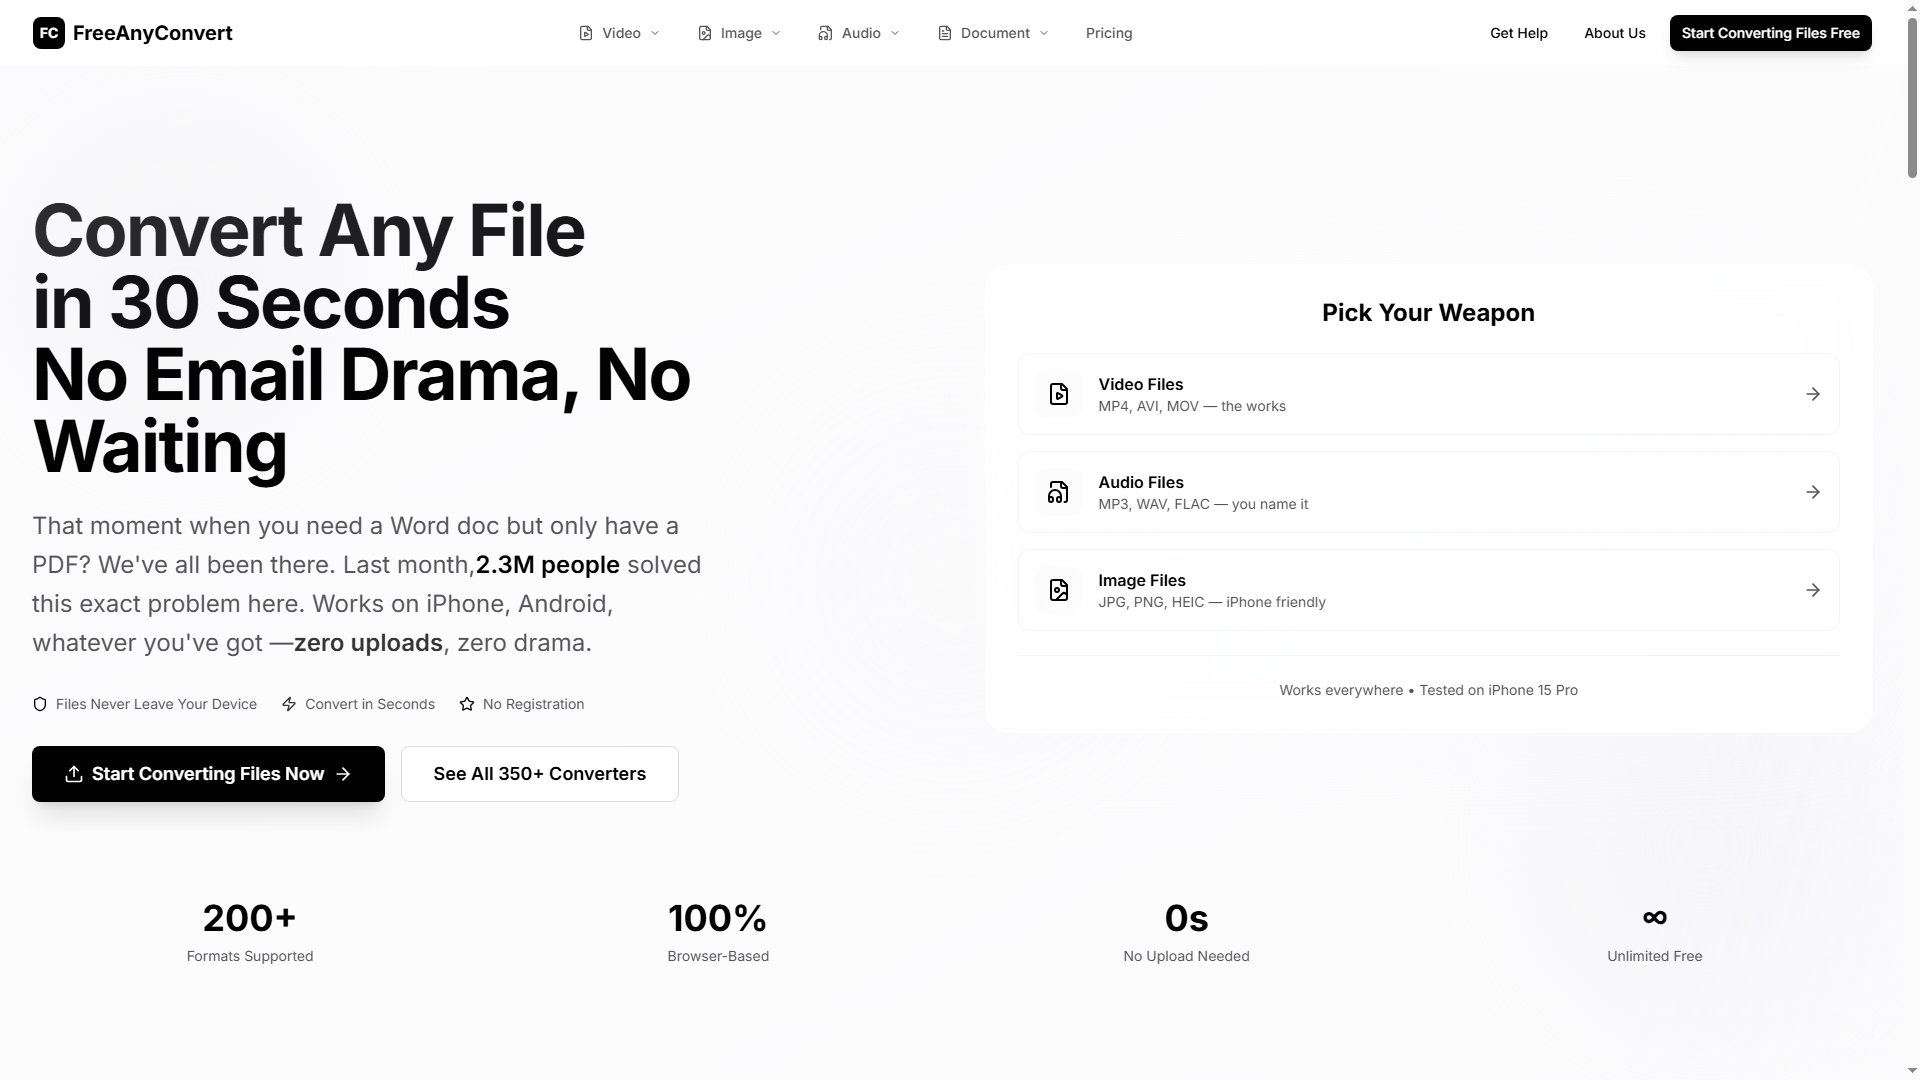 FC FreeAnyConvert
Video
Image
Audio
Document
Pricing
Get Help
About Us
Start Converting Files Free
Convert Any File
in 30 Seconds
No Email Drama, No
Waiting
That moment when you need a Word doc but only have a
PDF? We've all been there. Last month,2.3M people solved
this exact problem here. Works on iPhone, Android,
whatever you've got —zero uploads, zero drama.
Files Never Leave Your Device
Convert in Seconds
No Registration
Start Converting Files Now
See All 350+ Converters
Pick Your Weapon
Video Files
MP4, AVI, MOV — the works
Audio Files
MP3, WAV, FLAC — you name it
Image Files
JPG, PNG, HEIC — iPhone friendly
Works everywhere • Tested on iPhone 15 Pro
200+
Formats Supported
100%
Browser-Based
0s
No Upload Needed
∞
Unlimited Free